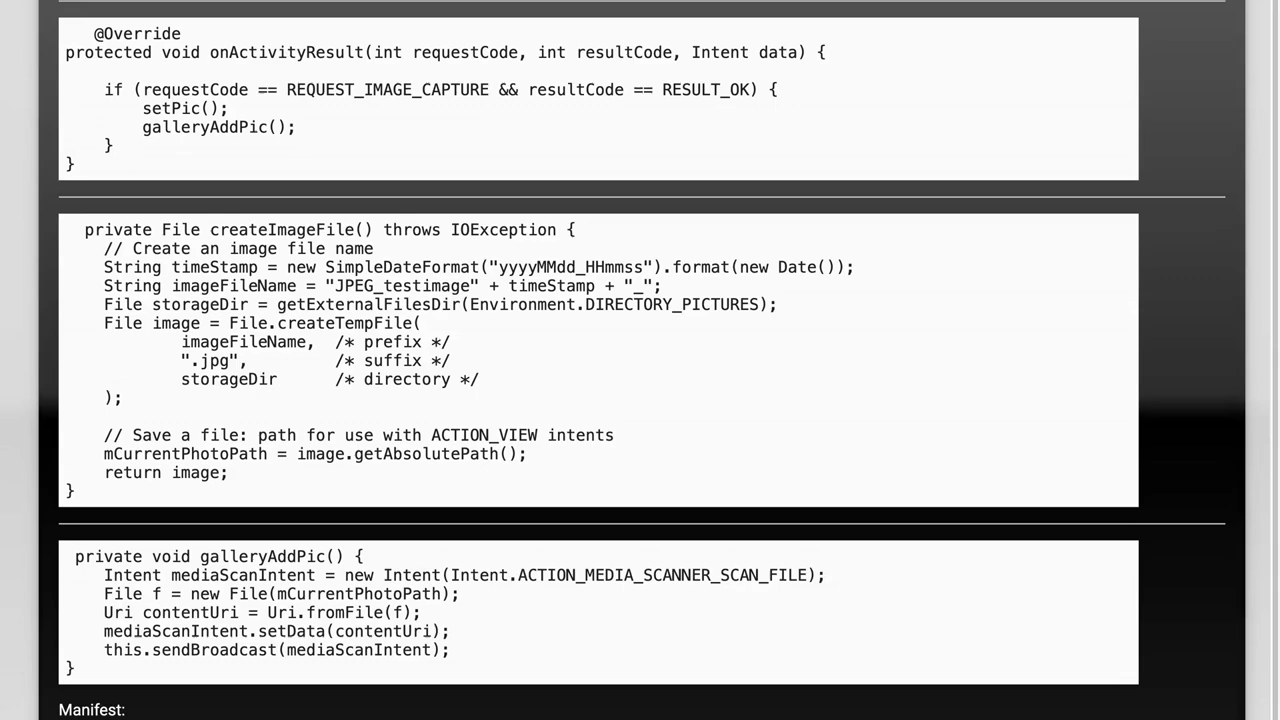 @Override
protected void onActivityResult(int requestCode, int resultCode, Intent data) {
if (requestCode == REQUEST_IMAGE_CAPTURE && resultCode == RESULT_OK) {
setPic();
galleryAddPic();
}
}
private File createImageFile() throws IOException {
// Create an image file name
String timeStamp = new SimpleDateFormat("yyyyMMdd_HHmmss").format(new Date());
String imageFileName = "JPEG_testimage" + timeStamp + "_";
File storageDir = getExternalFilesDir(Environment.DIRECTORY_PICTURES);
File image = File.createTempFile(
imageFileName, /* prefix */
".jpg", /* suffix */
storageDir /* directory */
);
// Save a file: path for use with ACTION_VIEW intents
mCurrentPhotoPath = image.getAbsolutePath();
return image;
}
private void galleryAddPic() {
Intent mediaScanIntent = new Intent(Intent.ACTION_MEDIA_SCANNER_SCAN_FILE);
File f = new File(mCurrentPhotoPath);
Uri contentUri = Uri.fromFile(f);
mediaScanIntent.setData(contentUri);
this.sendBroadcast(mediaScanIntent);
}
Manifest: